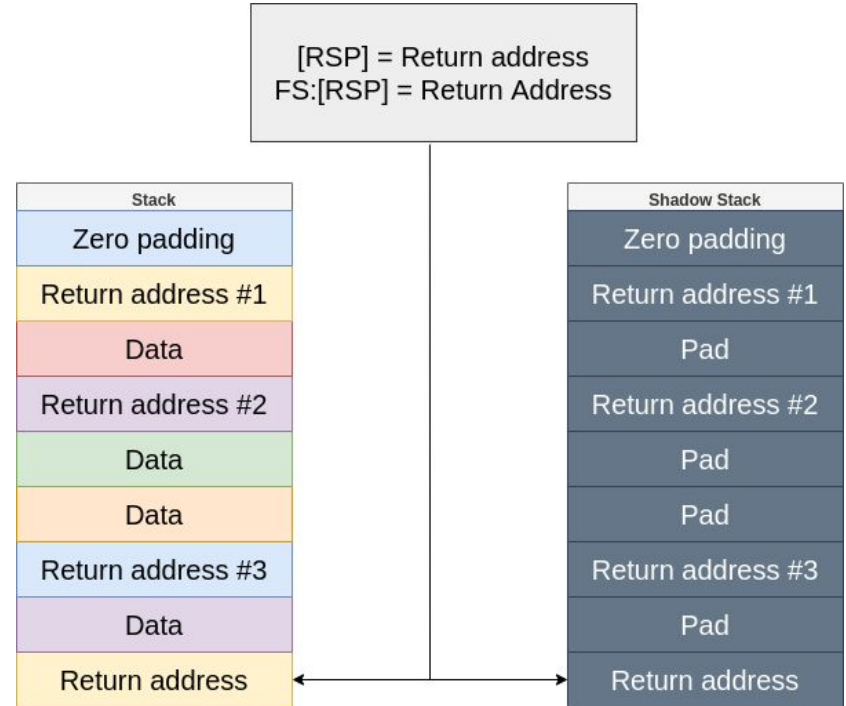 [RSP] = Return address
FS:[RSP] = Return Address
Stack
Zero padding
Return address #1
Data
Return address #2
Data
Data
Return address #3
Data
Return address
Shadow Stack
Zero padding
Return address #1
Pad
Return address #2
Pad
Pad
Return address #3
Pad
Return address